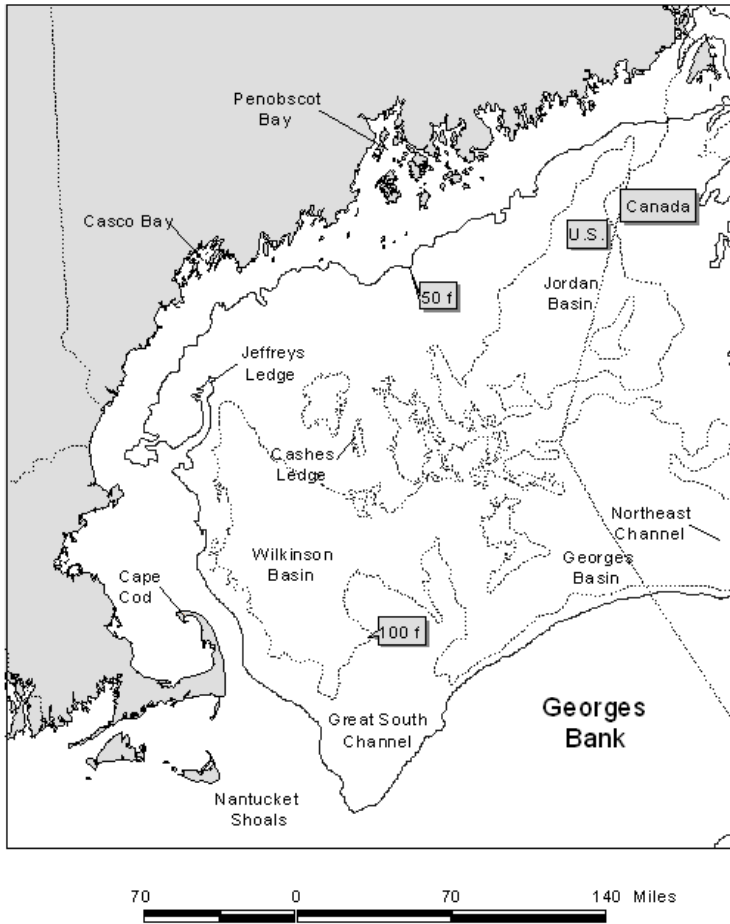 Penobscot
Bay
Casco Bay
Canada
U.S.
Jordan
Basin
50 f
Jeffreys
Ledge
Cashes
Ledge
Northeast
Channel
Wilkinson
Basin
Georges
Basin
Cape
Cod
100 f
Great South
Channel
Georges
Bank
Nantucket
Shoals
70 0 70 140 Miles